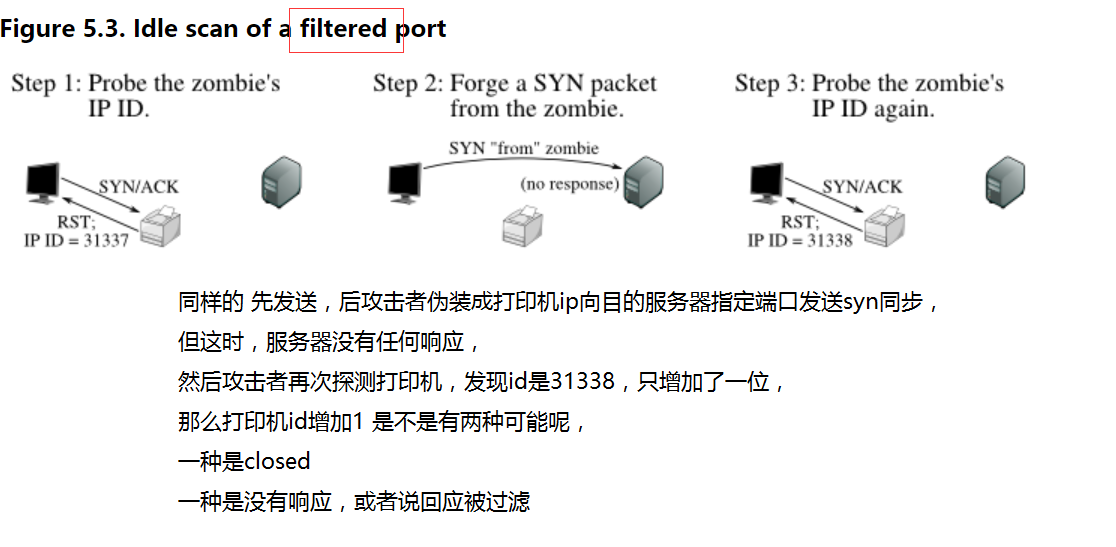 Figure 5.3. Idle scan of a filtered port
Step 1: Probe the zombie's
IP ID.
SYN/ACK
RST;
IP ID = 31337
Step 2: Forge a SYN packet
from the zombie.
SYN "from" zombie
(no response)
Step 3: Probe the zombie's
IP ID again.
SYN/ACK
RST;
IP ID = 31338
同样的 先发送，后攻击者伪装成打印机ip向目的服务器指定端口发送syn同步，
但这时，服务器没有任何响应，
然后攻击者再次探测打印机，发现id是31338，只增加了一位，
那么打印机id增加1 是不是有两种可能呢，
一种是closed
一种是没有响应，或者说回应被过滤